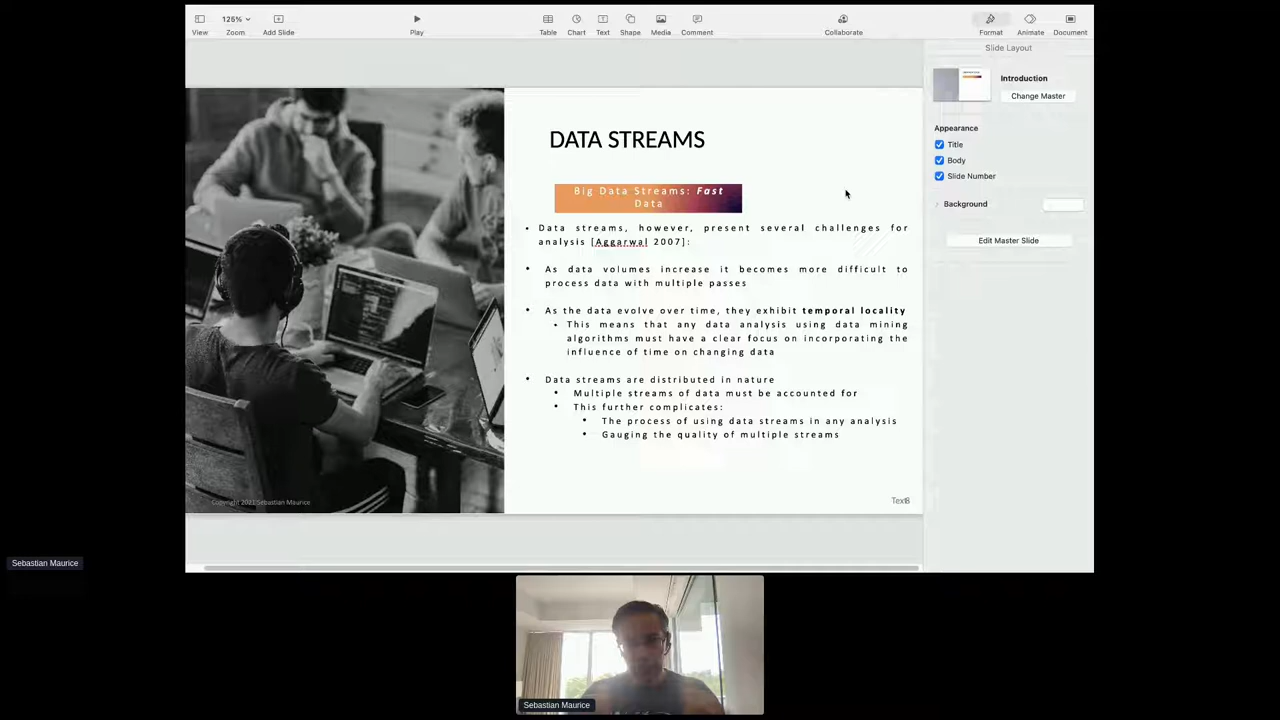 View
125%
Zoom
Add Slide
Play
Table
Chart
Text
Shape
Media
Comment
Collaborate
Format
Animate
Document
Slide Layout
Introduction
Change Master
Appearance
Title
Body
Slide Number
Background
Edit Master Slide
DATA STREAMS
Big Data Streams: Fast
Data
• Data streams, however, present several challenges for
analysis [Aggarwal 2007]:
• As data volumes increase it becomes more difficult to
process data with multiple passes
• As the data evolve over time, they exhibit temporal locality
• This means that any data analysis using data mining
algorithms must have a clear focus on incorporating the
influence of time on changing data
• Data streams are distributed in nature
• Multiple streams of data must be accounted for
• This further complicates:
• The process of using data streams in any analysis
• Gauging the quality of multiple streams
Copyright 2021 Sebastian Maurice
Text8
Sebastian Maurice
Sebastian Maurice